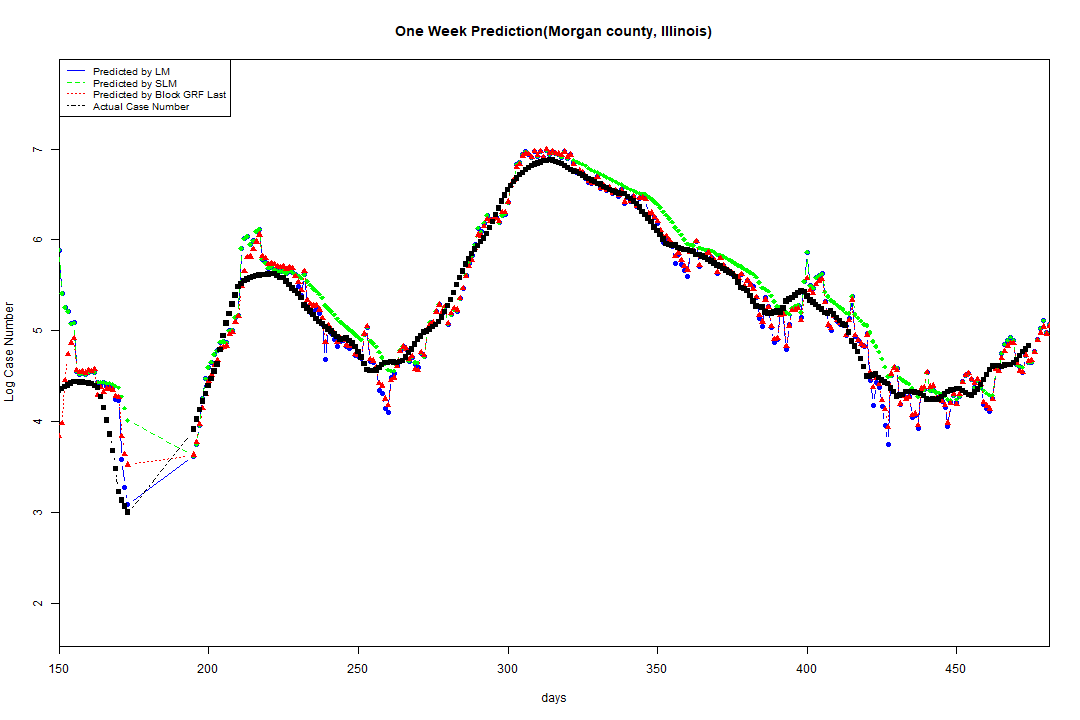 One Week Prediction(Morgan county, Illinois)
Predicted by LM
Predicted by SLM
Predicted by Block GRF Last
Actual Case Number
Log Case Number
7
6
5
4
3
2
150 200 250 300 350 400 450
days